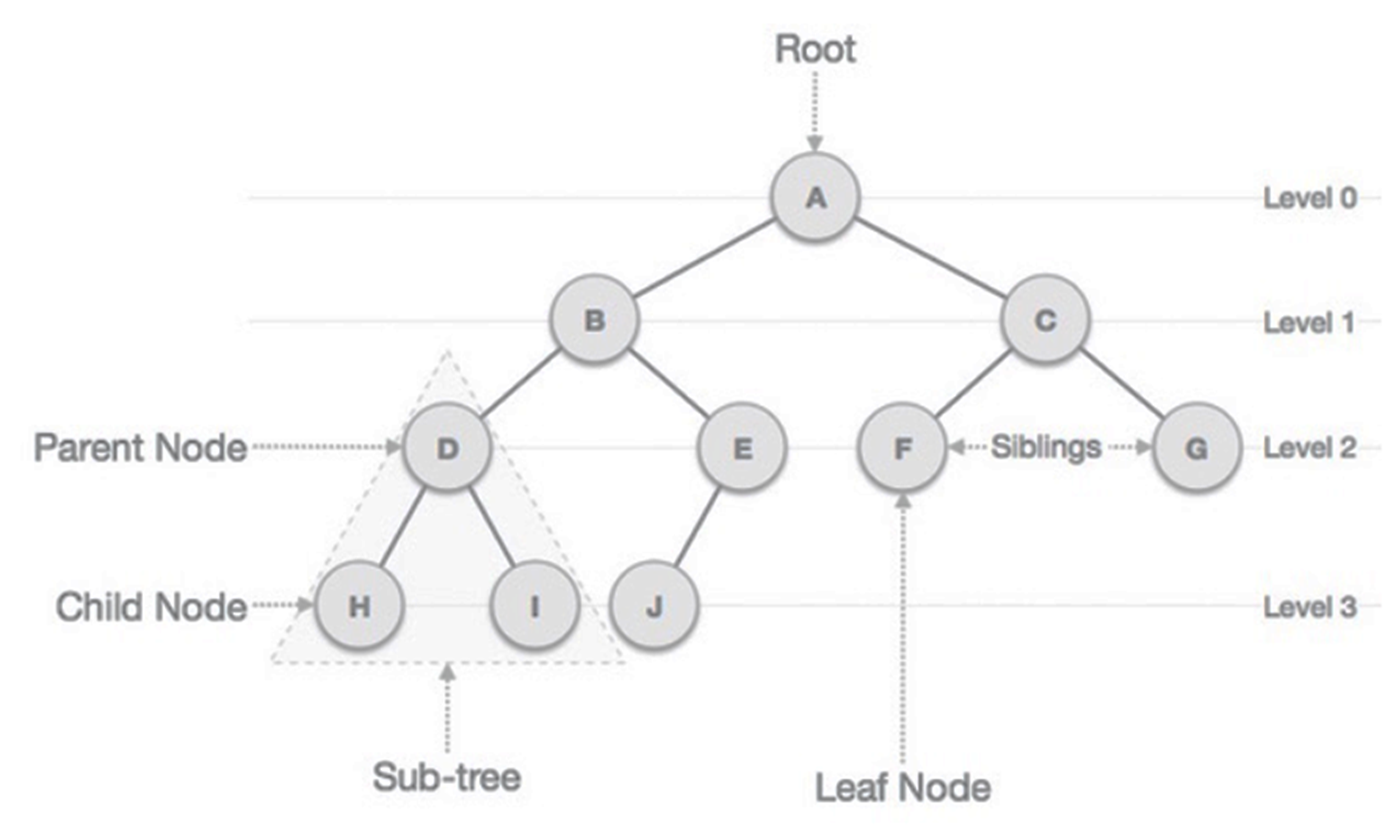 Root
A
Level 0
B
C
Level 1
Parent Node
D
E
F
Siblings
G
Level 2
Child Node
H
I
J
Level 3
Sub-tree
Leaf Node